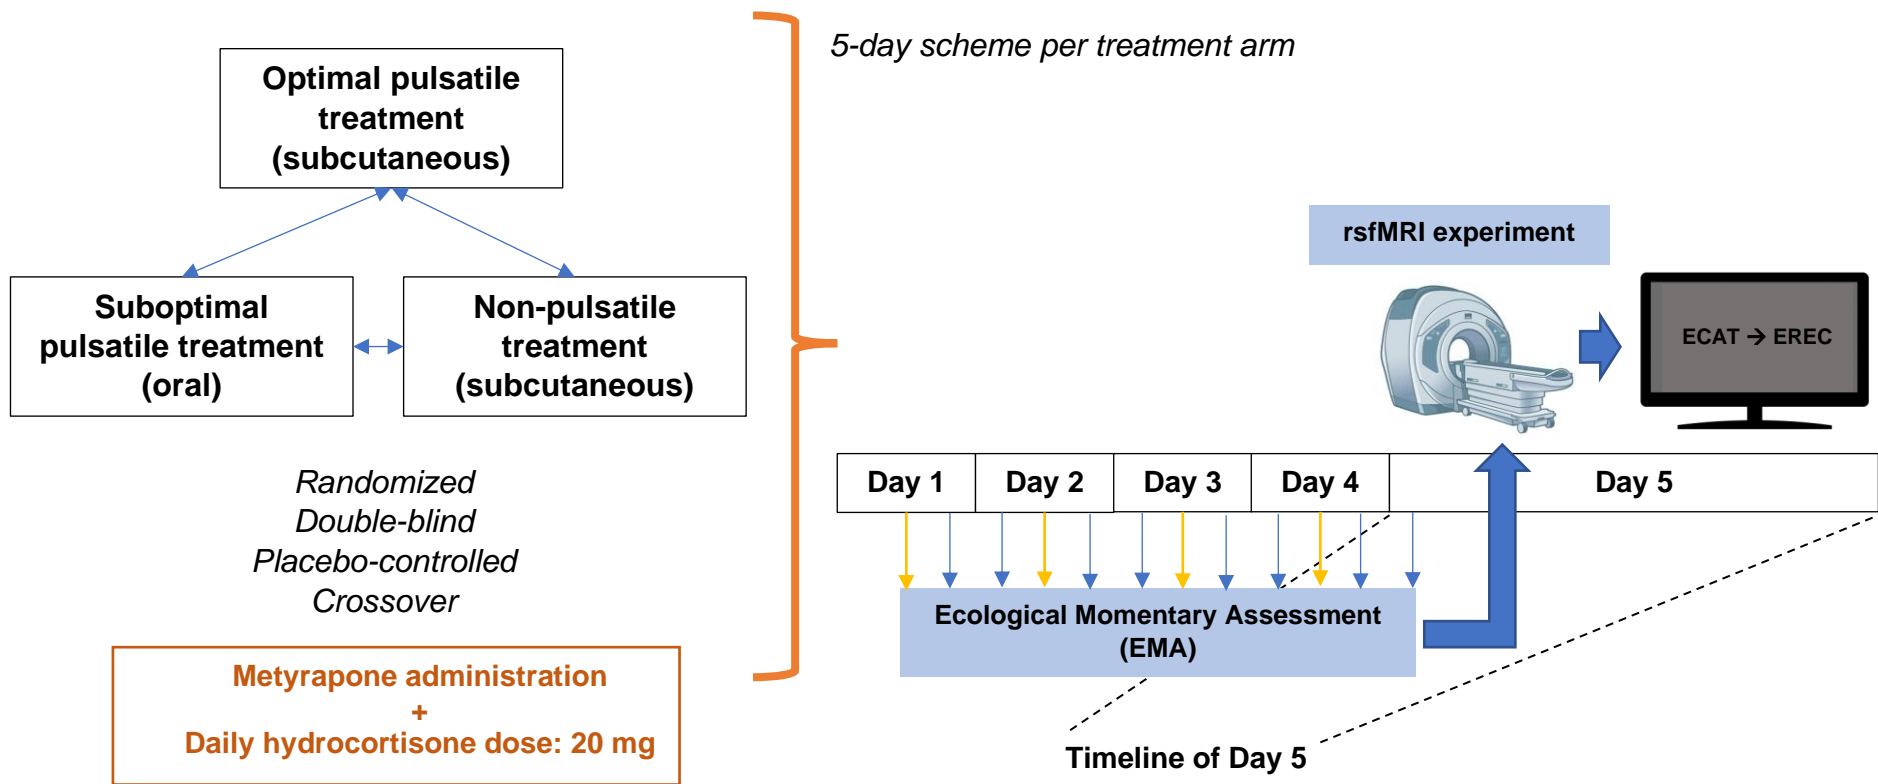 Optimal pulsatile
treatment
(subcutaneous)
Suboptimal
pulsatile treatment
(oral)
Non-pulsatile
treatment
(subcutaneous)
Randomized
Double-blind
Placebo-controlled
Crossover
Metyrapone administration
+
Daily hydrocortisone dose: 20 mg
5-day scheme per treatment arm
rsfMRI experiment
ECAT → EREC
Day 1 Day 2 Day 3 Day 4 Day 5
Ecological Momentary Assessment
(EMA)
Timeline of Day 5